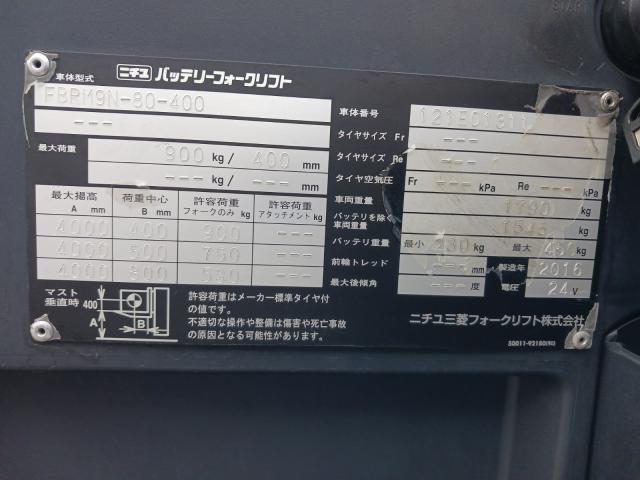 START
ニチユ バッテリーフォークリフト
車体型式 FBRM9N-80-400
---
最大荷重 900 kg/ 400 mm
--- kg/ --- mm
最大揚高 A mm 荷重中心 B mm 許容荷重 フォークのみ kg 許容荷重 アタッチメント kg
4000 400 900 ---
4000 500 750 ---
4000 ---
マスト垂直時 400 A B
許容荷重はメーカー標準タイヤ付
の値です。
不適切な操作や整備は傷害や死亡事故
の原因となる可能性があります。
車体番号 121F01311
タイヤサイズ Fr ---
タイヤサイズ Re ---
タイヤ空気圧 Fr --- kPa Re --- kPa
車両重量 kg
バッテリを除く車両重量 kg
バッテリ重量 最小 kg 最大 kg
前輪トレッド --- mm 製造年 2016
最大後傾角 --- 度 電圧 24 V
ニチユ三菱フォークリフト株式会社